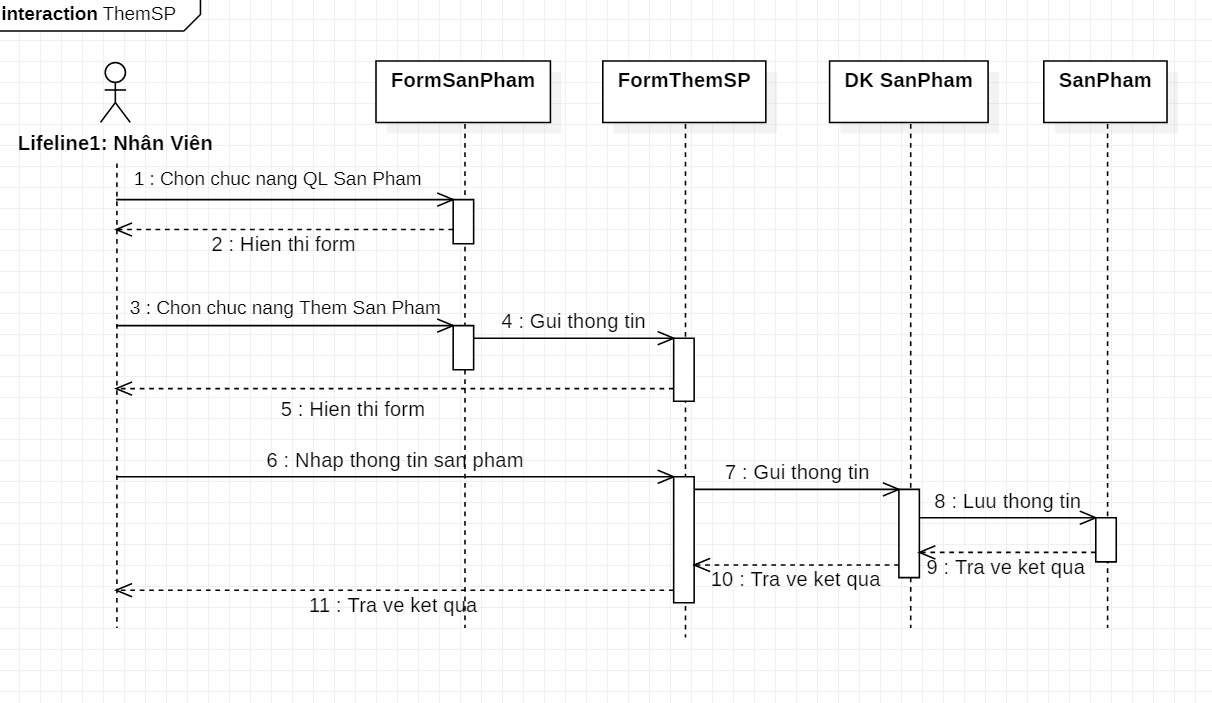 interaction ThemSP
FormSanPham
FormThemSP
DK SanPham
SanPham
Lifeline1: Nhân Viên
1 : Chon chuc nang QL San Pham
2 : Hien thi form
3 : Chon chuc nang Them San Pham
4 : Gui thong tin
5 : Hien thi form
6 : Nhap thong tin san pham
7 : Gui thong tin
8 : Luu thong tin
9 : Tra ve ket qua
10 : Tra ve ket qua
11 : Tra ve ket qua